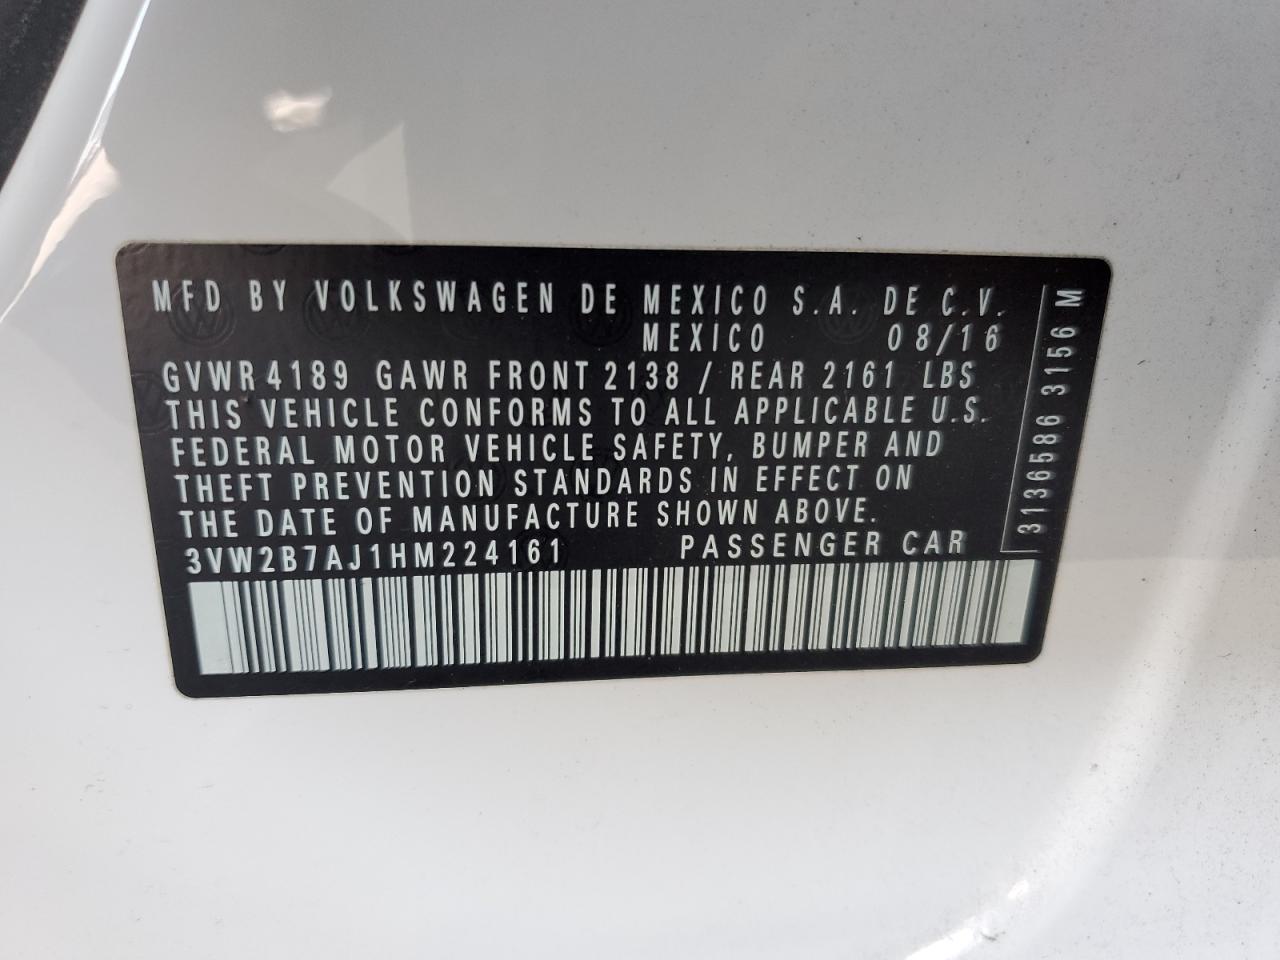 MFD BY VOLKSWAGEN DE MEXICO S.A. DE C.V.
MEXICO 08/16
GVWR 4189 GAWR FRONT 2138 / REAR 2161 LBS
THIS VEHICLE CONFORMS TO ALL APPLICABLE U.S.
FEDERAL MOTOR VEHICLE SAFETY, BUMPER AND
THEFT PREVENTION STANDARDS IN EFFECT ON
THE DATE OF MANUFACTURE SHOWN ABOVE.
3VW2B7AJ1HM224161 PASSENGER CAR
3136586 3156 M